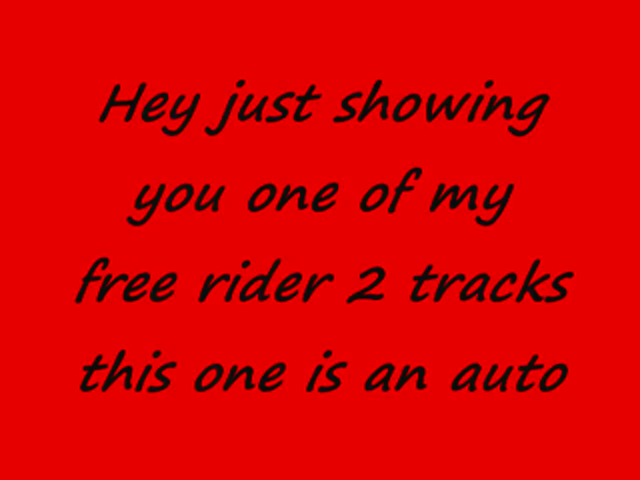 Hey just showing
you one of my
free rider 2 tracks
this one is an auto